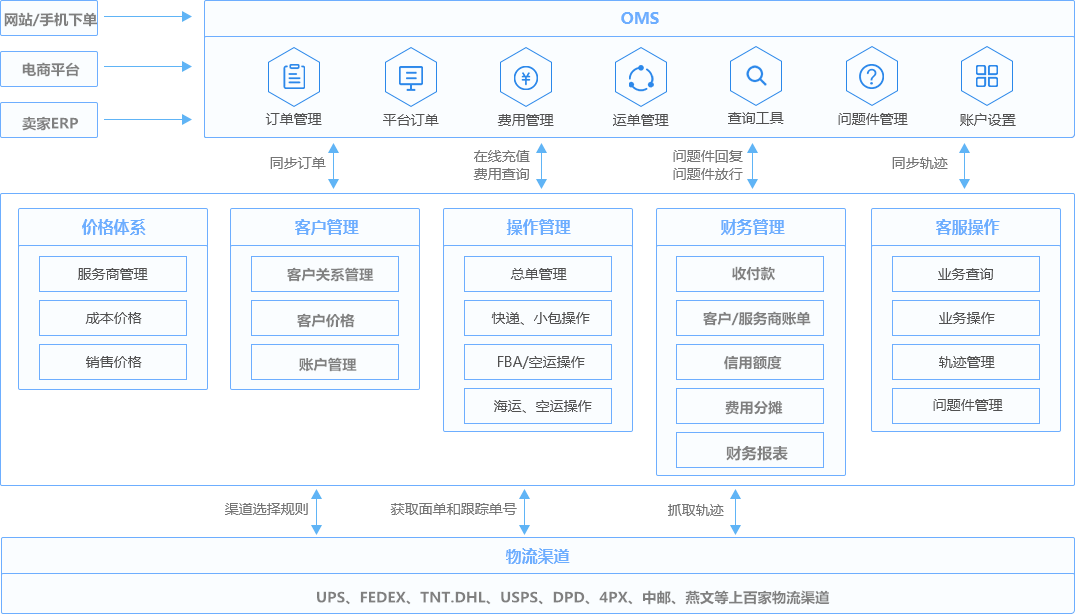 网站/手机下单
电商平台
卖家ERP
OMS
订单管理
平台订单
费用管理
运单管理
查询工具
问题件管理
账户设置
同步订单
在线充值
费用查询
问题件回复
问题件放行
同步轨迹
价格体系
服务商管理
成本价格
销售价格
客户管理
客户关系管理
客户价格
账户管理
操作管理
总单管理
快递、小包操作
FBA/空运操作
海运、空运操作
财务管理
收付款
客户/服务商账单
信用额度
费用分摊
财务报表
客服操作
业务查询
业务操作
轨迹管理
问题件管理
渠道选择规则
获取面单和跟踪单号
抓取轨迹
物流渠道
UPS、FEDEX、TNT.DHL、USPS、DPD、4PX、中邮、燕文等上百家物流渠道